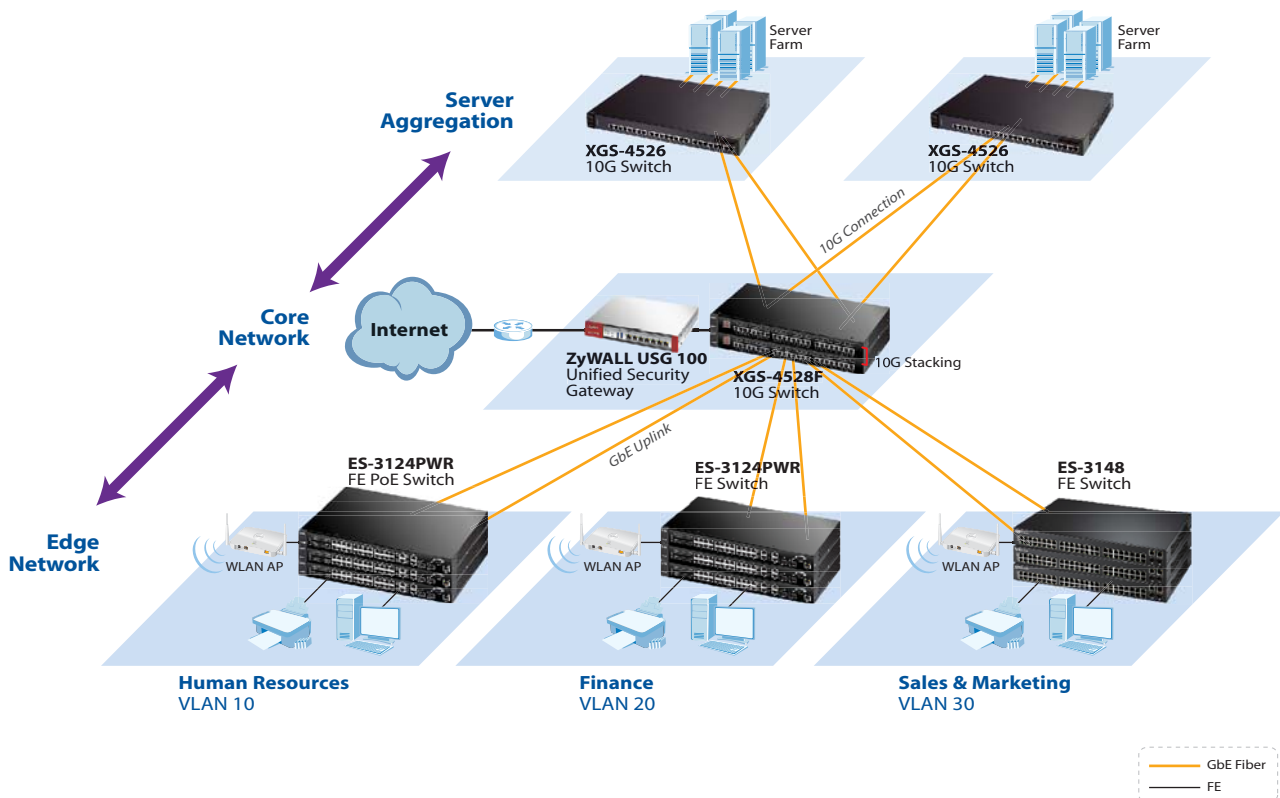 Server
Farm
Server
Farm
Server
Aggregation
XGS-4526
10G Switch
XGS-4526
10G Switch
10G Connection
Core
Network
Internet
ZyWALL USG 100
Unified Security
Gateway
XGS-4528F
10G Switch
10G Stacking
GbE Uplink
ES-3124PWR
FE PoE Switch
ES-3124PWR
FE Switch
ES-3148
FE Switch
Edge
Network
WLAN AP
WLAN AP
WLAN AP
Human Resources
VLAN 10
Finance
VLAN 20
Sales & Marketing
VLAN 30
GbE Fiber
FE